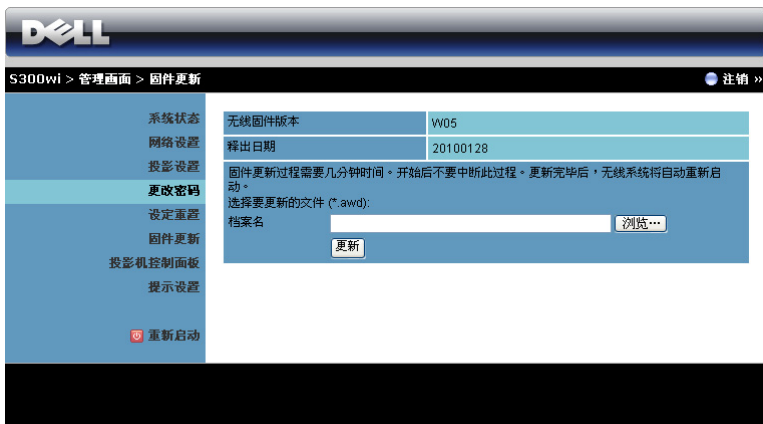 DELL
S300wi > 管理画面 > 固件更新
注销 »
系统状态
网络设置
投影设置
更改密码
设定重置
固件更新
投影机控制面板
提示设置
重新启动
无线固件版本 W05
释出日期 20100128
固件更新过程需要几分钟时间。开始后不要中断此过程。更新完毕后，无线系统将自动重新启
动。
选择要更新的文件 (*.awd):
档案名 浏览…
更新